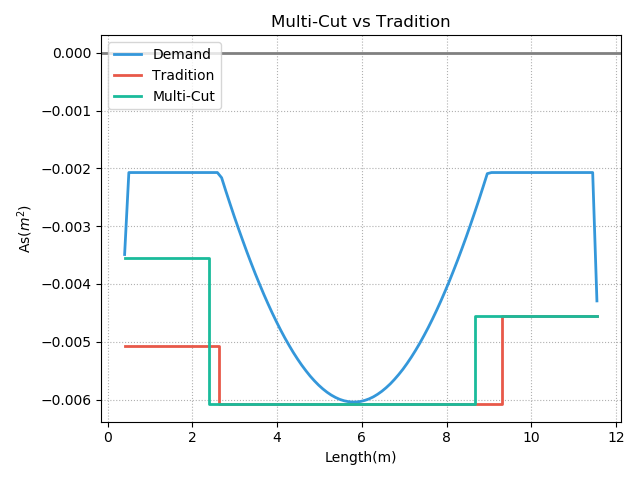 Multi-Cut vs Tradition
Demand
Tradition
Multi-Cut
0.000
−0.001
−0.002
−0.003
−0.004
−0.005
−0.006
As(m²)
0 2 4 6 8 10 12
Length(m)